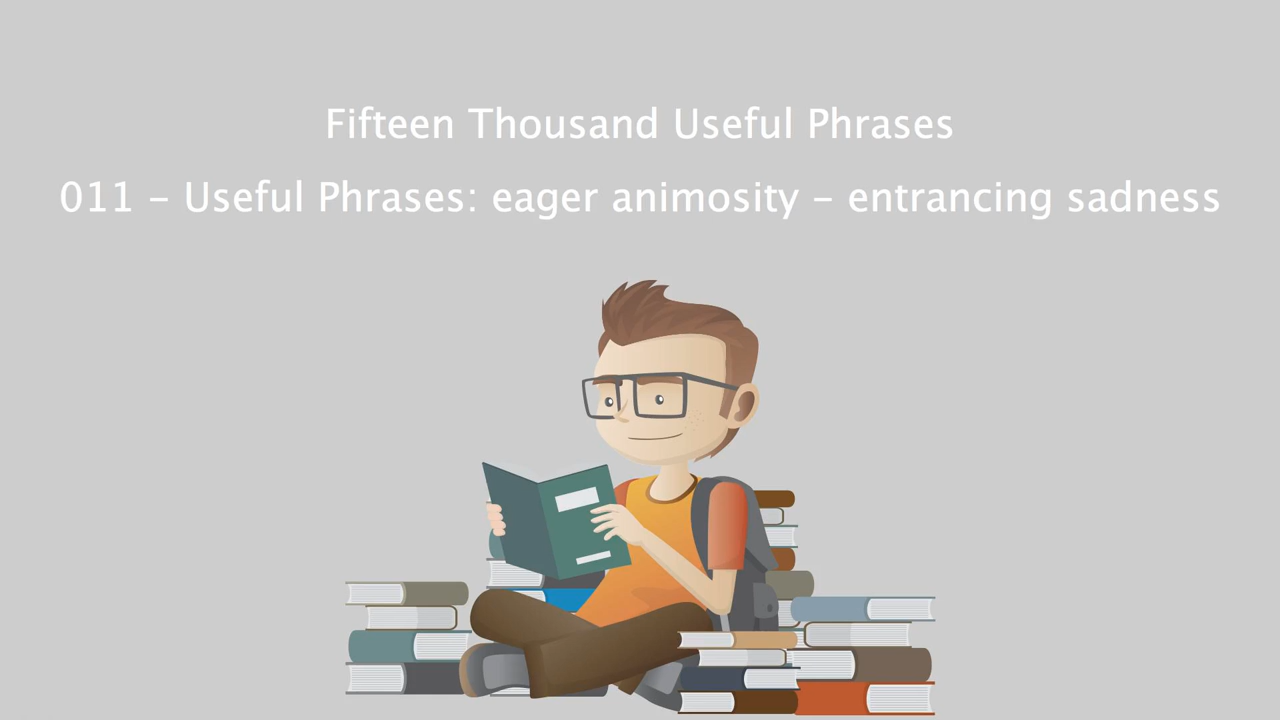 Fifteen Thousand Useful Phrases
011 – Useful Phrases: eager animosity – entrancing sadness